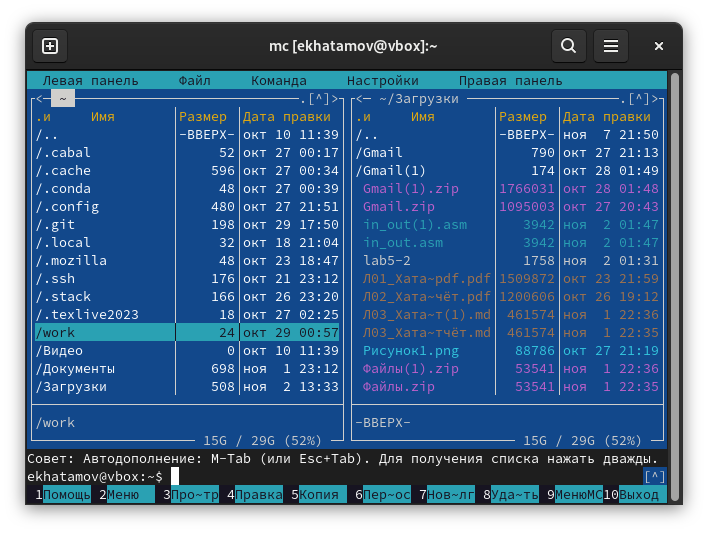 mc [ekhatamov@vbox]:~
Левая панель Файл Команда Настройки Правая панель
<─ ~ .[^]> <─ ~/Загрузки .[^]>
.и Имя Размер Дата правки .и Имя Размер Дата правки
/.. -ВВЕРХ- окт 10 11:39 /.. -ВВЕРХ- ноя 7 21:50
/.cabal 52 окт 27 00:17 /Gmail 790 окт 27 21:13
/.cache 596 окт 27 00:34 /Gmail(1) 174 окт 28 01:49
/.conda 48 окт 27 00:39 Gmail(1).zip 1766031 окт 28 01:48
/.config 480 окт 27 21:51 Gmail.zip 1095003 окт 27 20:43
/.git 198 окт 29 17:50 in_out(1).asm 3942 ноя 2 01:47
/.local 32 окт 18 21:04 in_out.asm 3942 ноя 2 01:47
/.mozilla 48 окт 23 18:47 lab5-2 1758 ноя 2 01:31
/.ssh 176 окт 21 23:12 Л01_Хата~pdf.pdf 1509872 окт 23 21:59
/.stack 166 окт 26 23:20 Л02_Хата~чёт.pdf 1200606 окт 26 19:12
/.texlive2023 18 окт 27 02:25 Л03_Хата~т(1).md 461574 ноя 1 22:36
/work 24 окт 29 00:57 Л03_Хата~тчёт.md 461574 ноя 1 22:35
/Видео 0 окт 10 11:39 Рисунок1.png 88786 окт 27 21:19
/Документы 698 ноя 1 23:12 Файлы(1).zip 53541 ноя 1 22:36
/Загрузки 508 ноя 2 13:33 Файлы.zip 53541 ноя 1 22:35
/work -ВВЕРХ-
15G / 29G (52%) 15G / 29G (52%)
Совет: Автодополнение: M-Tab (или Esc+Tab). Для получения списка нажать дважды.
ekhatamov@vbox:~$ [^]
1Помощь 2Меню 3Про~тр 4Правка 5Копия 6Пер~ос 7Нов~лг 8Уда~ть 9МенюMC 10Выход